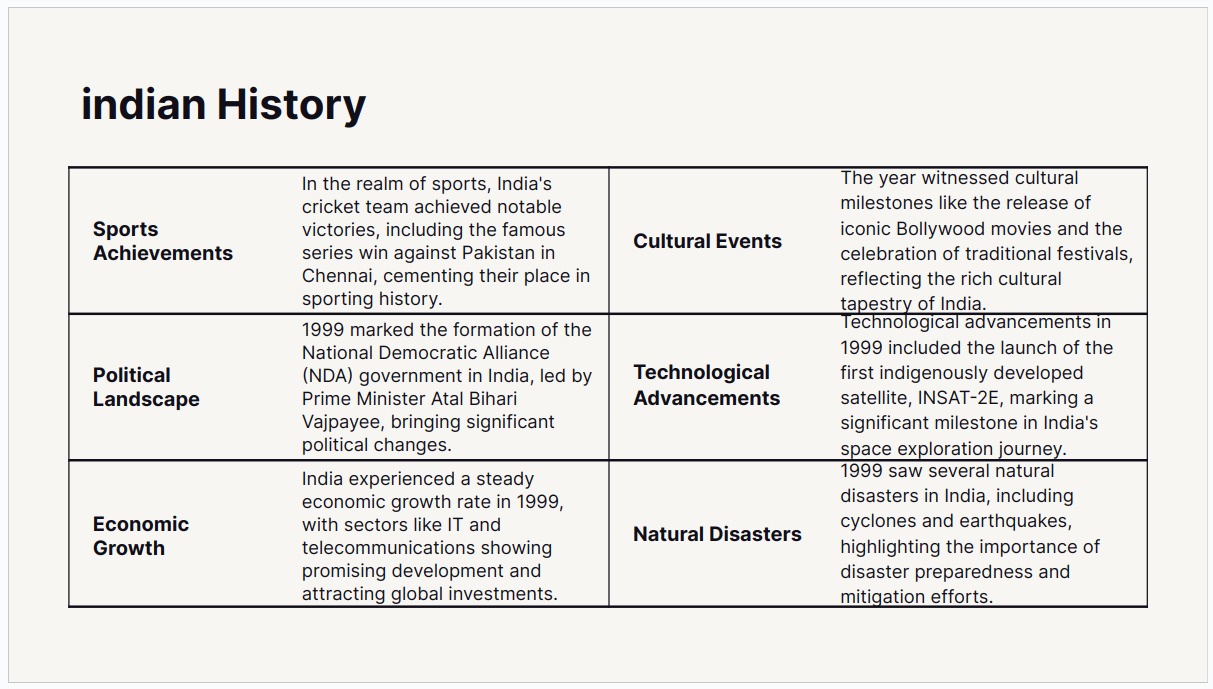 indian History
Sports
Achievements
In the realm of sports, India's
cricket team achieved notable
victories, including the famous
series win against Pakistan in
Chennai, cementing their place in
sporting history.
Cultural Events
The year witnessed cultural
milestones like the release of
iconic Bollywood movies and the
celebration of traditional festivals,
reflecting the rich cultural
tapestry of India.
Political
Landscape
1999 marked the formation of the
National Democratic Alliance
(NDA) government in India, led by
Prime Minister Atal Bihari
Vajpayee, bringing significant
political changes.
Technological
Advancements
Technological advancements in
1999 included the launch of the
first indigenously developed
satellite, INSAT-2E, marking a
significant milestone in India's
space exploration journey.
Economic
Growth
India experienced a steady
economic growth rate in 1999,
with sectors like IT and
telecommunications showing
promising development and
attracting global investments.
Natural Disasters
1999 saw several natural
disasters in India, including
cyclones and earthquakes,
highlighting the importance of
disaster preparedness and
mitigation efforts.